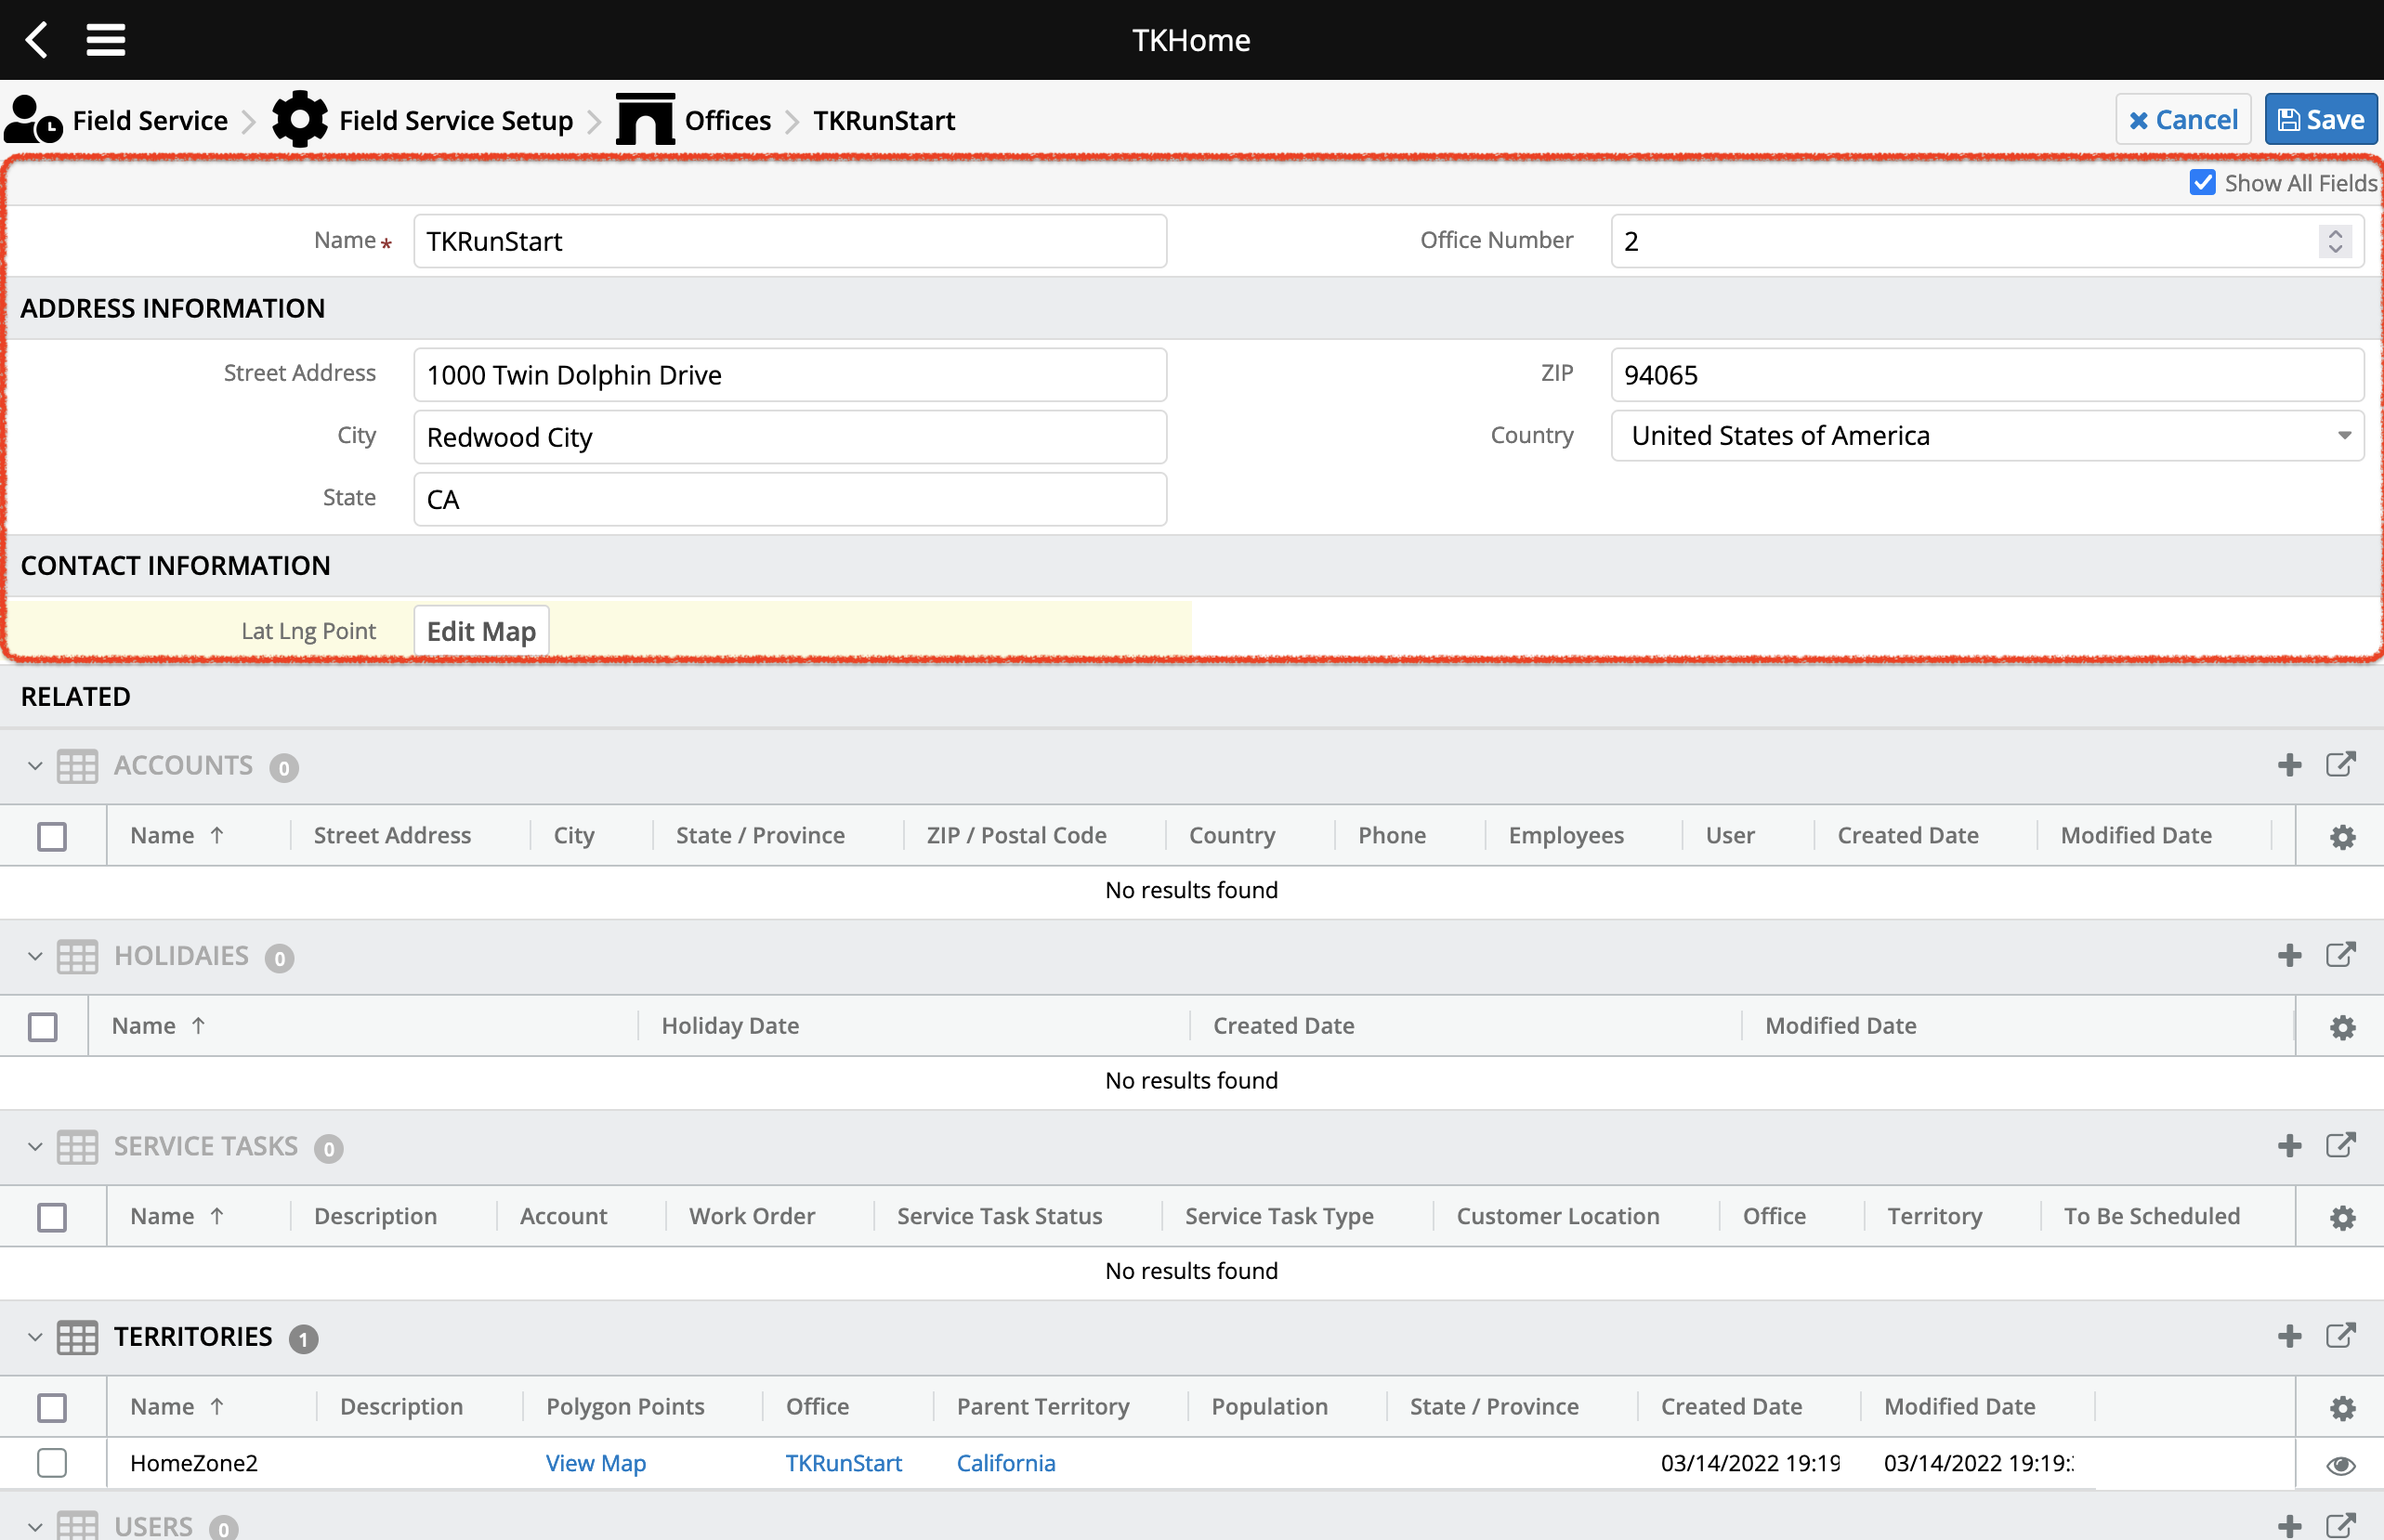 TKHome
Field Service Field Service Setup Offices TKRunStart Cancel Save
Show All Fields
Name* TKRunStart Office Number 2
ADDRESS INFORMATION
Street Address 1000 Twin Dolphin Drive ZIP 94065
City Redwood City Country United States of America
State CA
CONTACT INFORMATION
Lat Lng Point Edit Map
RELATED
ACCOUNTS 0
Name ↑ Street Address City State / Province ZIP / Postal Code Country Phone Employees User Created Date Modified Date
No results found
HOLIDAIES 0
Name ↑ Holiday Date Created Date Modified Date
No results found
SERVICE TASKS 0
Name ↑ Description Account Work Order Service Task Status Service Task Type Customer Location Office Territory To Be Scheduled
No results found
TERRITORIES 1
Name ↑ Description Polygon Points Office Parent Territory Population State / Province Created Date Modified Date
HomeZone2 View Map TKRunStart California 03/14/2022 19:19 03/14/2022 19:19:
USERS 0